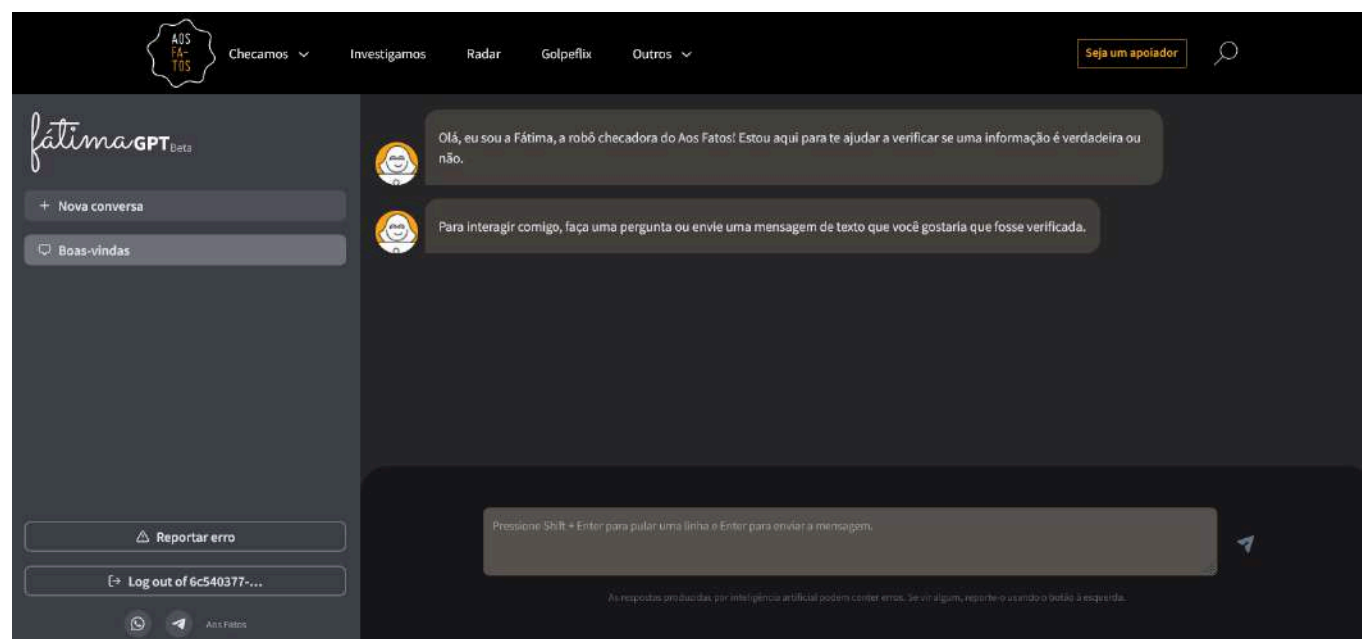 AOS
FA-
TOS
Checamos
Investigamos
Radar
Golpeflix
Outros
Seja um apoiador
fátimaGPT Beta
+ Nova conversa
Boas-vindas
Olá, eu sou a Fátima, a robô checadora do Aos Fatos! Estou aqui para te ajudar a verificar se uma informação é verdadeira ou
não.
Para interagir comigo, faça uma pergunta ou envie uma mensagem de texto que você gostaria que fosse verificada.
Reportar erro
Log out of 6c540377-...
Aos Fatos
Pressione Shift + Enter para pular uma linha e Enter para enviar a mensagem.
As respostas produzidas por inteligência artificial podem conter erros. Se vir algum, reporte-o usando o botão à esquerda.